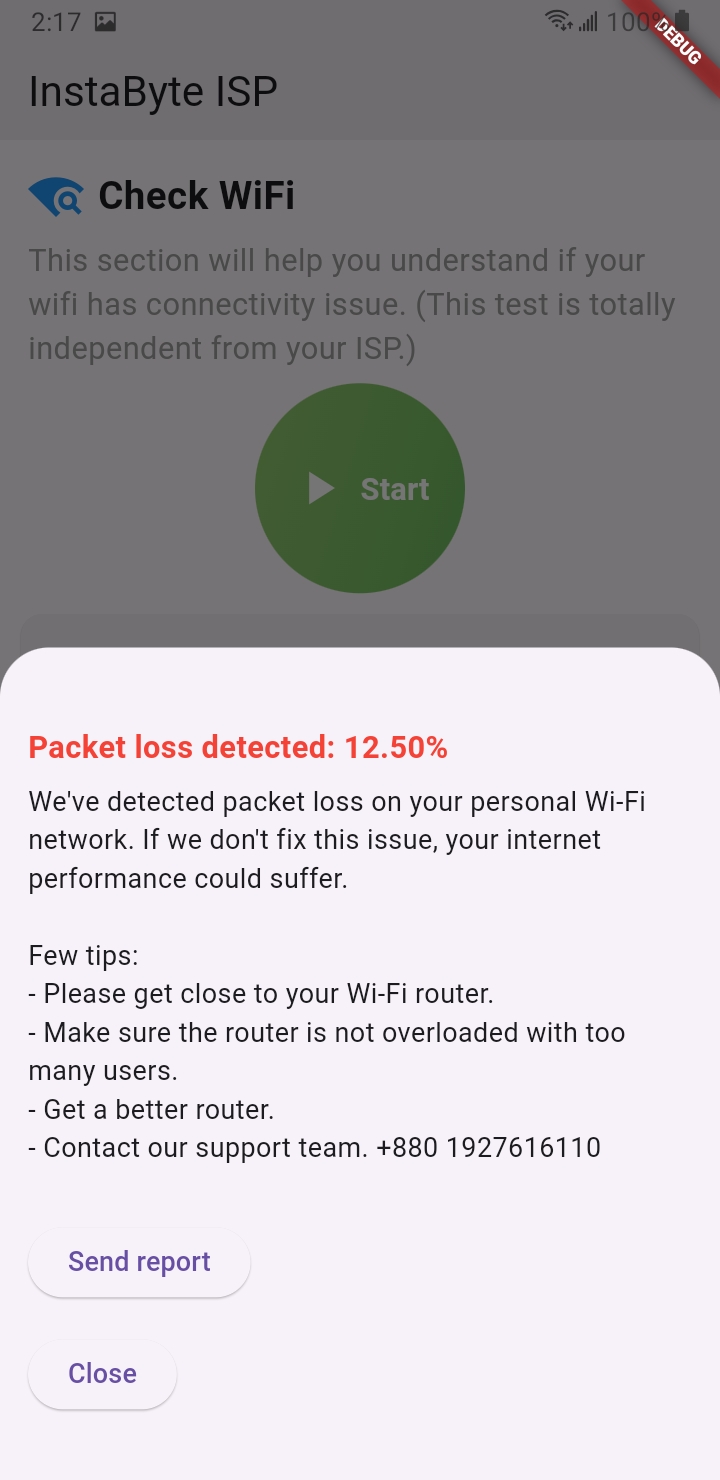 2:17
100%
DEBUG
InstaByte ISP
Check WiFi
This section will help you understand if your
wifi has connectivity issue. (This test is totally
independent from your ISP.)
Start
Packet loss detected: 12.50%
We've detected packet loss on your personal Wi-Fi
network. If we don't fix this issue, your internet
performance could suffer.
Few tips:
- Please get close to your Wi-Fi router.
- Make sure the router is not overloaded with too
many users.
- Get a better router.
- Contact our support team. +880 1927616110
Send report
Close